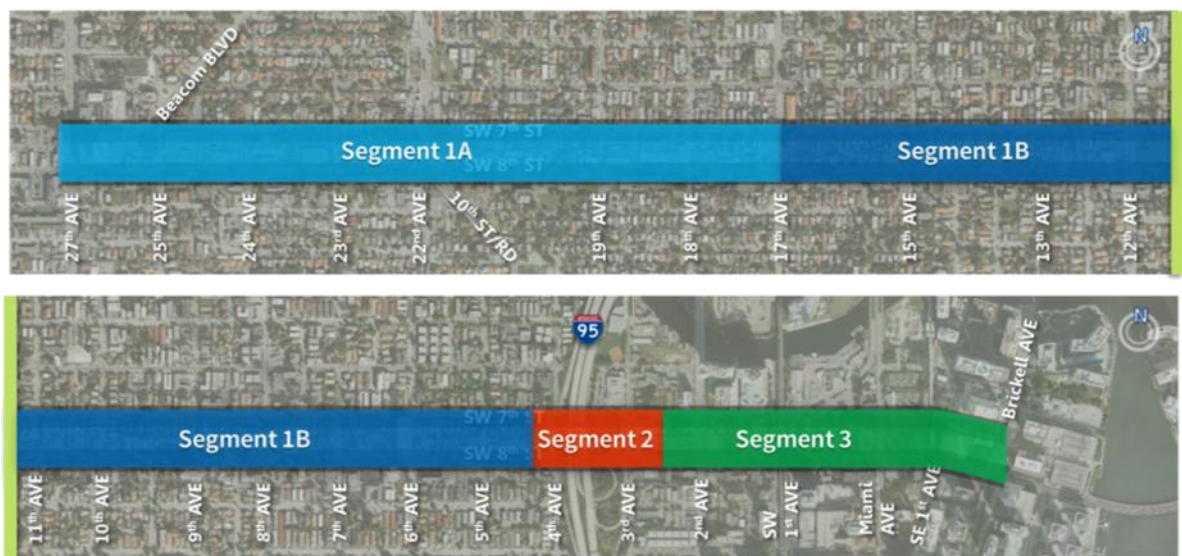 Beacom BLVD
N
SW 7th ST
Segment 1A
Segment 1B
SW 8th ST
27th AVE
25th AVE
24th AVE
23rd AVE
22nd AVE
10th ST/RD
19th AVE
18th AVE
17th AVE
15th AVE
13th AVE
12th AVE
INTERSTATE
95
N
Brickell AVE
SW 7th ST
Segment 1B
Segment 2
Segment 3
SW 8th ST
11th AVE
10th AVE
9th AVE
8th AVE
7th AVE
6th AVE
5th AVE
4th AVE
3rd AVE
2nd AVE
SW
1st AVE
Miami
AVE
SE 1st AVE